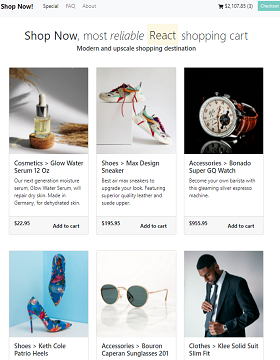 Shop Now! Special FAQ About $2,107.85 (3) Checkout
Shop Now, most reliable React shopping cart
Modern and upscale shopping destination
Cosmetics > Glow Water
Serum 12 Oz
Our next generation moisture
serum, Glow Water Serum, will
repair dry skin. Made in
Germany, for dehydrated skin.
$22.95 Add to cart
Shoes > Max Design
Sneaker
Best air max sneakers to
upgrade your look. Featuring
superior quality leather and
suede upper.
$195.95 Add to cart
Accessories > Bonado
Super GQ Watch
Become your own barista with
this gleaming silver espresso
machine.
$955.95 Add to cart
Shoes > Keth Cole
Patrio Heels
Accessories > Bouron
Caperan Sunglasses 201
Clothes > Klee Solid Suit
Slim Fit